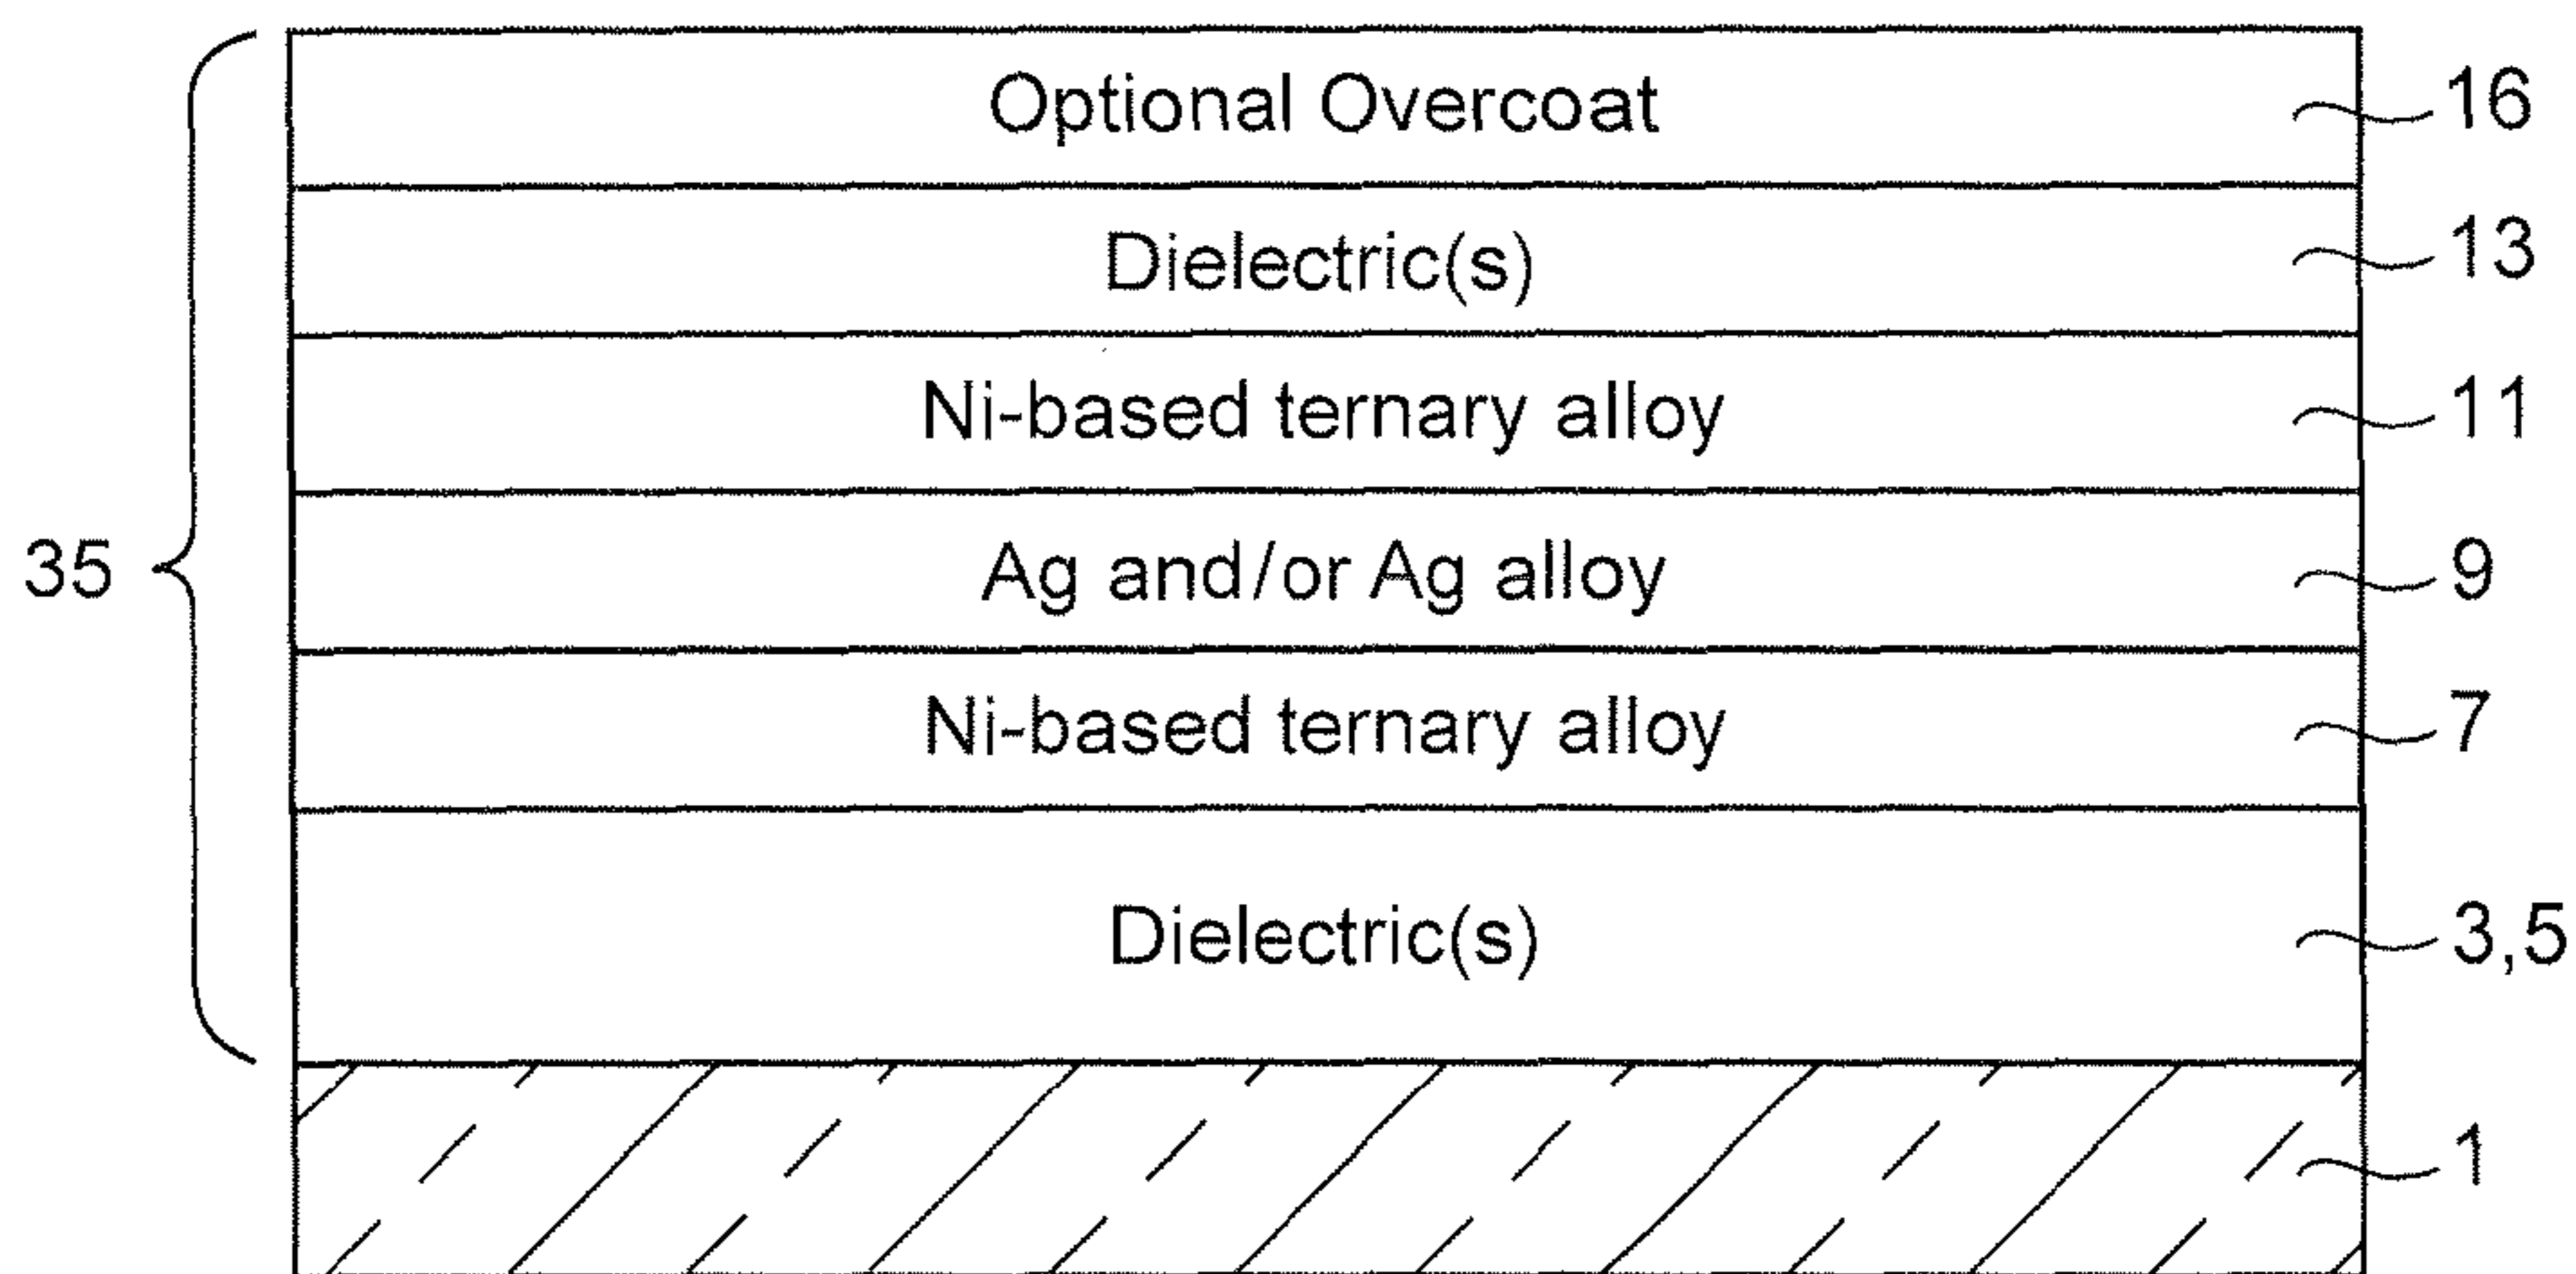 Optional Overcoat 16
Dielectric(s) 13
Ni-based ternary alloy 11
35 Ag and/or Ag alloy 9
Ni-based ternary alloy 7
Dielectric(s) 3,5
1